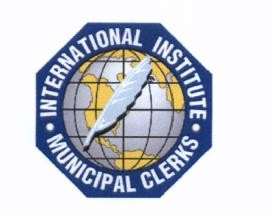 INTERNATIONAL INSTITUTE
MUNICIPAL CLERKS